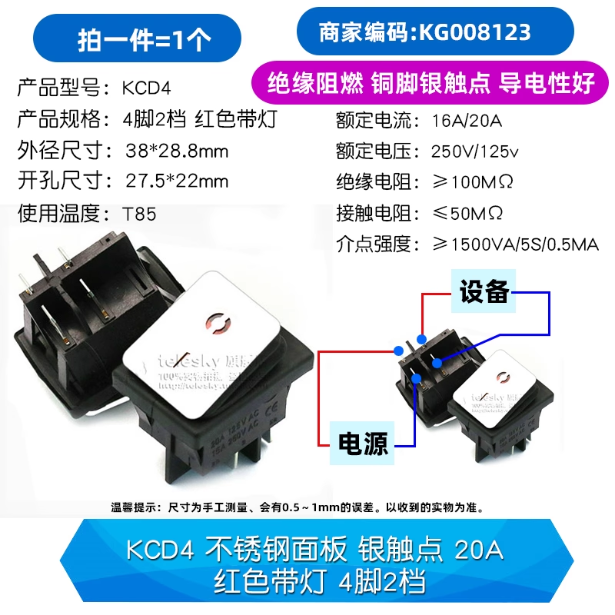 拍一件=1个
商家编码:KG008123
绝缘阻燃 铜脚银触点 导电性好
产品型号: KCD4
产品规格: 4脚2档 红色带灯
外径尺寸: 38*28.8mm
开孔尺寸: 27.5*22mm
使用温度: T85
额定电流: 16A/20A
额定电压: 250V/125v
绝缘电阻: ≥100MΩ
接触电阻: ≤50MΩ
介点强度: ≥1500VA/5S/0.5MA
设备
电源
telesky
20A 125V AC
温馨提示: 尺寸为手工测量、会有0.5~1mm的误差。以收到的实物为准。
KCD4 不锈钢面板 银触点 20A
红色带灯 4脚2档